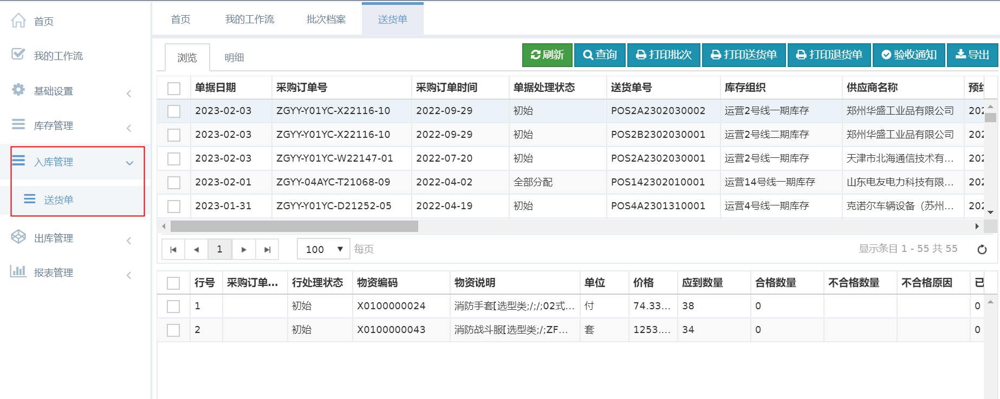 首页
我的工作流
基础设置
库存管理
入库管理
送货单
出库管理
报表管理
首页 我的工作流 批次档案 送货单
浏览 明细 刷新 查询 打印批次 打印送货单 打印退货单 验收通知 导出
单据日期 采购订单号 采购订单时间 单据处理状态 送货单号 库存组织 供应商名称
2023-02-03 ZGYY-Y01YC-X22116-10 2022-09-29 初始 POS2A2302030002 运营2号线一期库存 郑州华盛工业品有限公司 202
2023-02-03 ZGYY-Y01YC-X22116-10 2022-09-29 初始 POS2B2302030001 运营2号线二期库存 郑州华盛工业品有限公司 202
2023-02-03 ZGYY-Y01YC-W22147-01 2022-07-20 初始 POS2A2302030001 运营2号线一期库存 天津市北海通信技术有... 202
2023-02-01 ZGYY-04AYC-T21068-09 2022-04-02 全部分配 POS142302010001 运营14号线一期库存 山东电友电力科技有限... 202
2023-01-31 ZGYY-Y01YC-D21252-05 2022-04-19 初始 POS4A2301310001 运营4号线一期库存 克诺尔车辆设备（苏州... 202
1 100 每页 显示条目 1 - 55 共 55
行号 采购订单... 行处理状态 物资编码 物资说明 单位 价格 应到数量 合格数量 不合格数量 不合格原因 已
1 初始 X0100000024 消防手套[选型类;/;/;02式... 付 74.33... 38 0 0
2 初始 X0100000043 消防战斗服[选型类;/;ZF... 套 1253.... 34 0 0